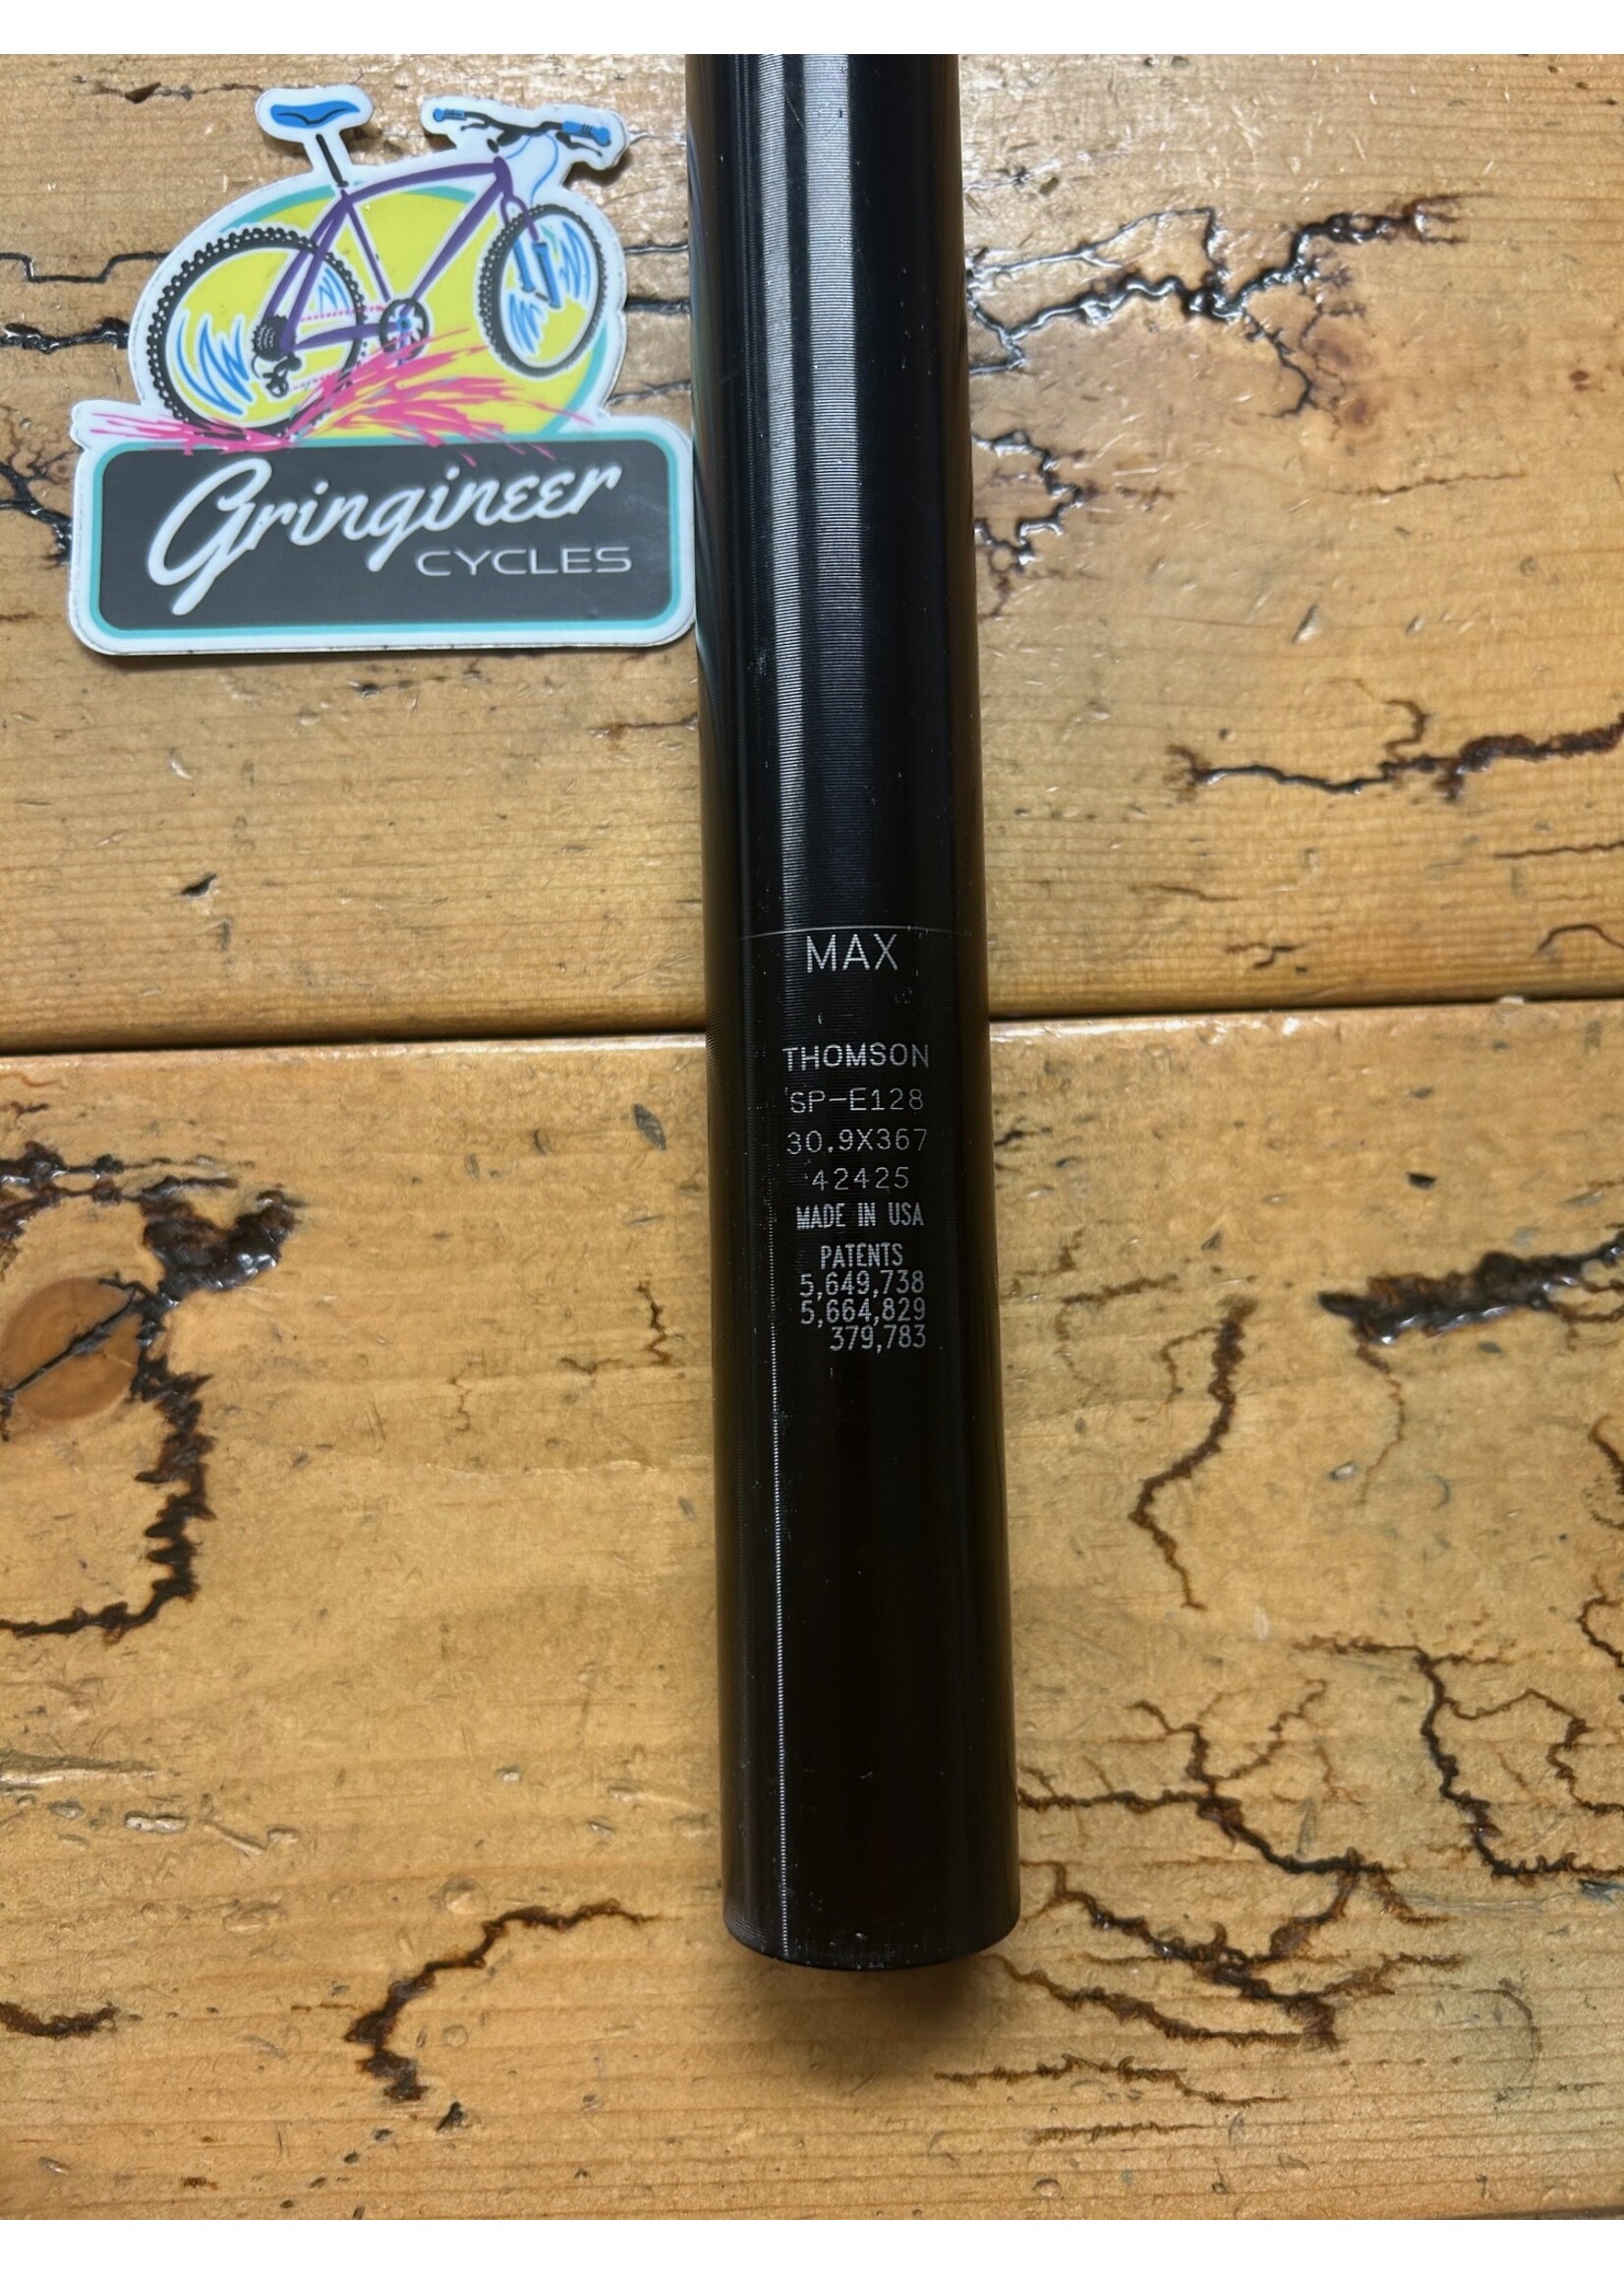 Gringineer
CYCLES
MAX
THOMSON
SP-E128
30.9X367
42425
MADE IN USA
PATENTS
5,649,738
5,664,829
379,783